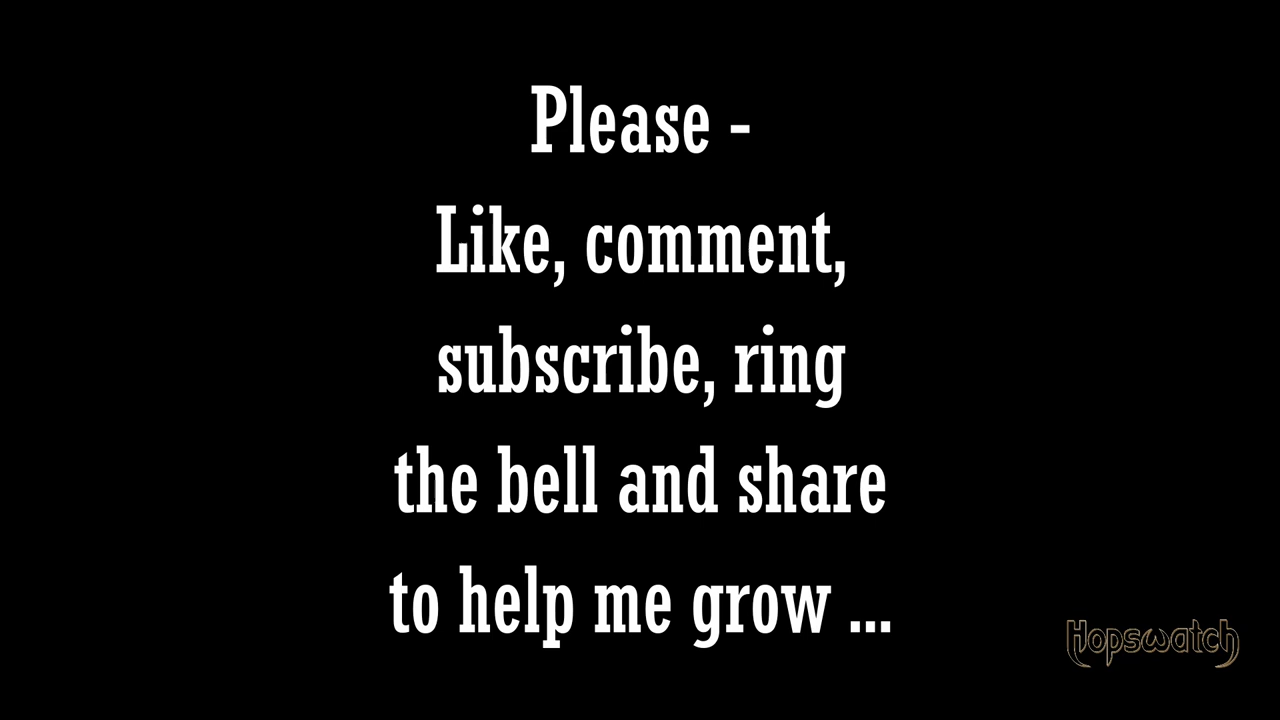 Please -
Like, comment,
subscribe, ring
the bell and share
to help me grow ...
Hopswatch